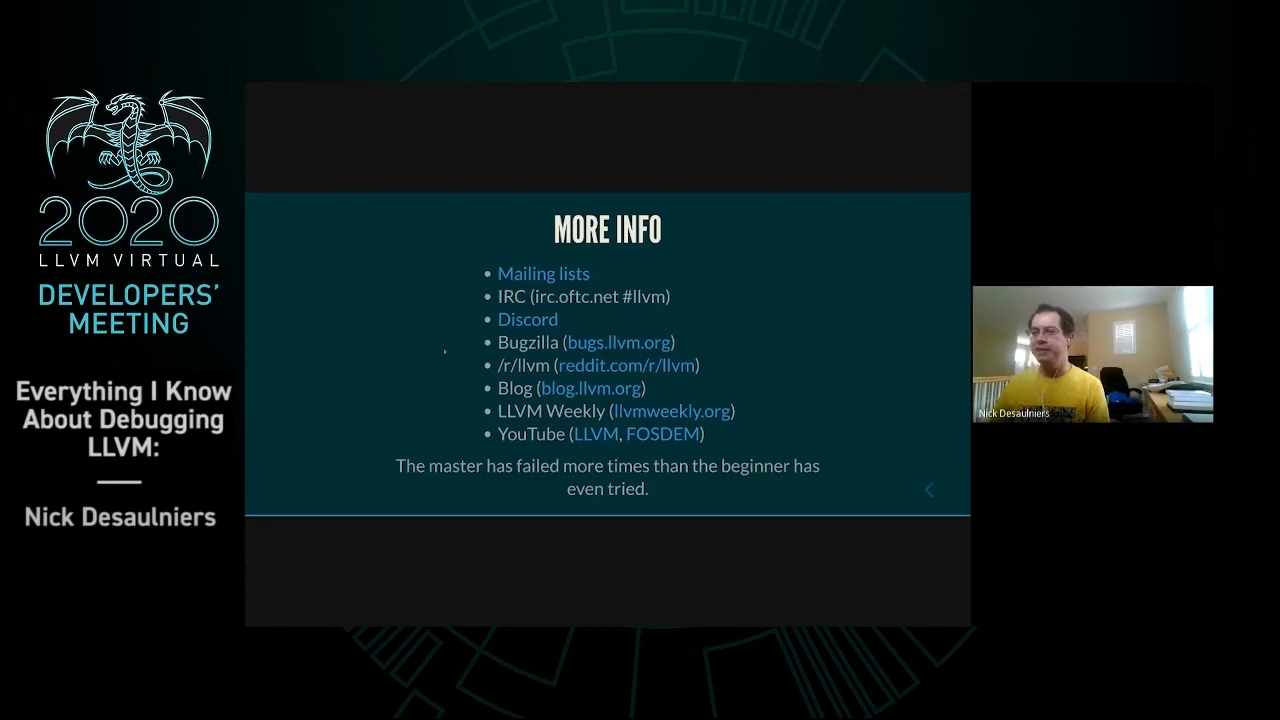 2020
LLVM VIRTUAL
DEVELOPERS'
MEETING
Everything I Know
About Debugging
LLVM:
Nick Desaulniers
MORE INFO
• Mailing lists
• IRC (irc.oftc.net #llvm)
• Discord
• Bugzilla (bugs.llvm.org)
• /r/llvm (reddit.com/r/llvm)
• Blog (blog.llvm.org)
• LLVM Weekly (llvmweekly.org)
• YouTube (LLVM, FOSDEM)
The master has failed more times than the beginner has
even tried.
Nick Desaulniers